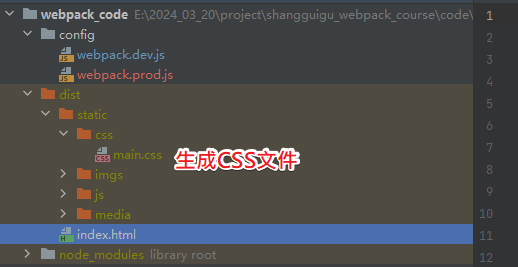 webpack_code E:\2024_03_20\project\shangguigu_webpack_course\code\
config
webpack.dev.js
webpack.prod.js
dist
static
css
main.css
生成CSS文件
imgs
js
media
index.html
node_modules library root
1
2
3
4
5
6
7
8
9
10
11
12